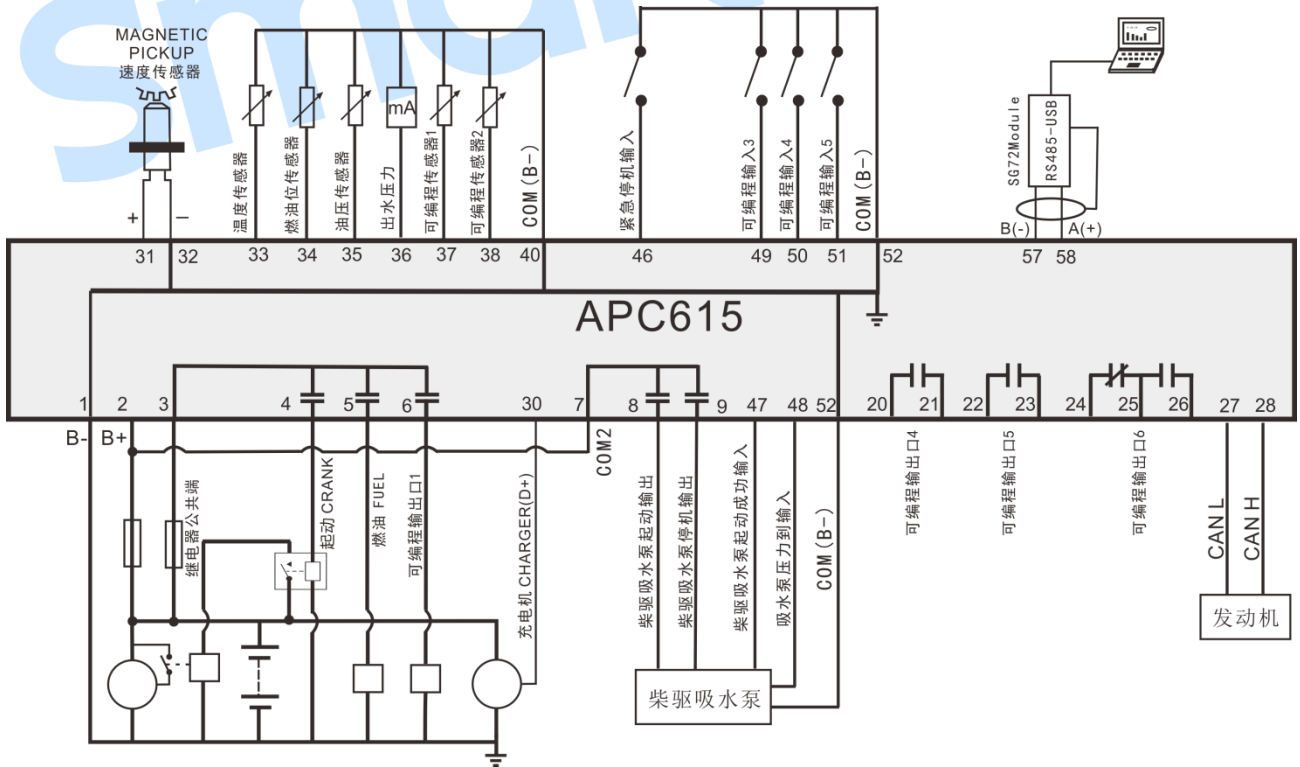 smar
MAGNETIC
PICKUP
速度传感器
+
−
温度传感器
燃油位传感器
油压传感器
mA
出水压力
可编程传感器1
可编程传感器2
COM(B−)
紧急停机输入
可编程输入3
可编程输入4
可编程输入5
COM(B−)
SG72Module
RS485-USB
B(-)
A(+)
31
32
33
34
35
36
37
38
40
46
49
50
51
52
57
58
APC615
1
2
3
4
5
6
30
7
8
9
47
48
52
20
21
22
23
24
25
26
27
28
B-
B+
继电器公共端
起动 CRANK
燃油 FUEL
可编程输出口1
充电机 CHARGER(D+)
COM2
柴驱吸水泵起动输出
柴驱吸水泵停机输出
柴驱吸水泵起动成功输入
吸水泵压力到输入
COM(B−)
可编程输出口4
可编程输出口5
可编程输出口6
CAN L
CAN H
柴驱吸水泵
发动机